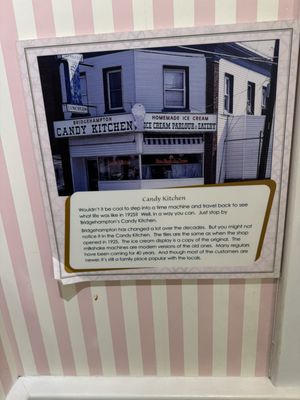 BRIDGEHAMPTON
CANDY KITCHEN
HOMEMADE ICE CREAM
ICE CREAM PARLOUR & EATERY
Candy Kitchen
Wouldn't it be cool to step into a time machine and travel back to see
what life was like in 1925? Well, in a way you can. Just stop by
Bridgehampton's Candy Kitchen.
Bridgehampton has changed a lot over the decades. But you might not
notice it in the Candy Kitchen. The tiles are the same as when the shop
opened in 1925. The ice cream display is a copy of the original. The
milkshake machines are modern versions of the old ones. Many regulars
have been coming for 40 years. And though most of the customers are
newer, it's still a family place popular with the locals.